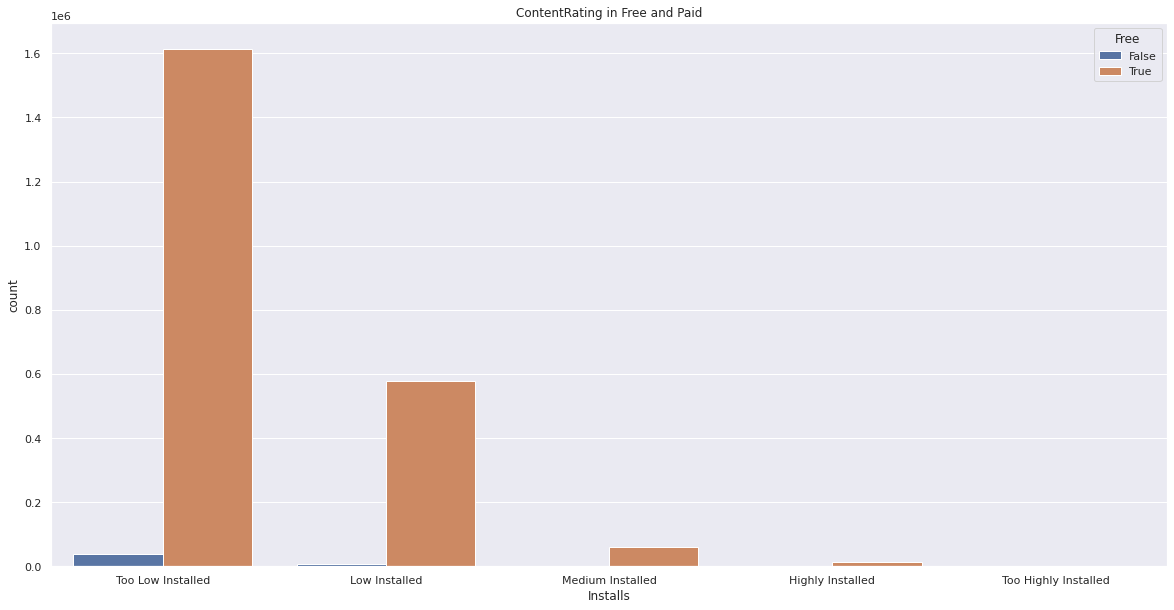 ContentRating in Free and Paid
1e6
Free
False
True
1.6
1.4
1.2
1.0
0.8
0.6
0.4
0.2
0.0
count
Too Low Installed
Low Installed
Medium Installed
Highly Installed
Too Highly Installed
Installs